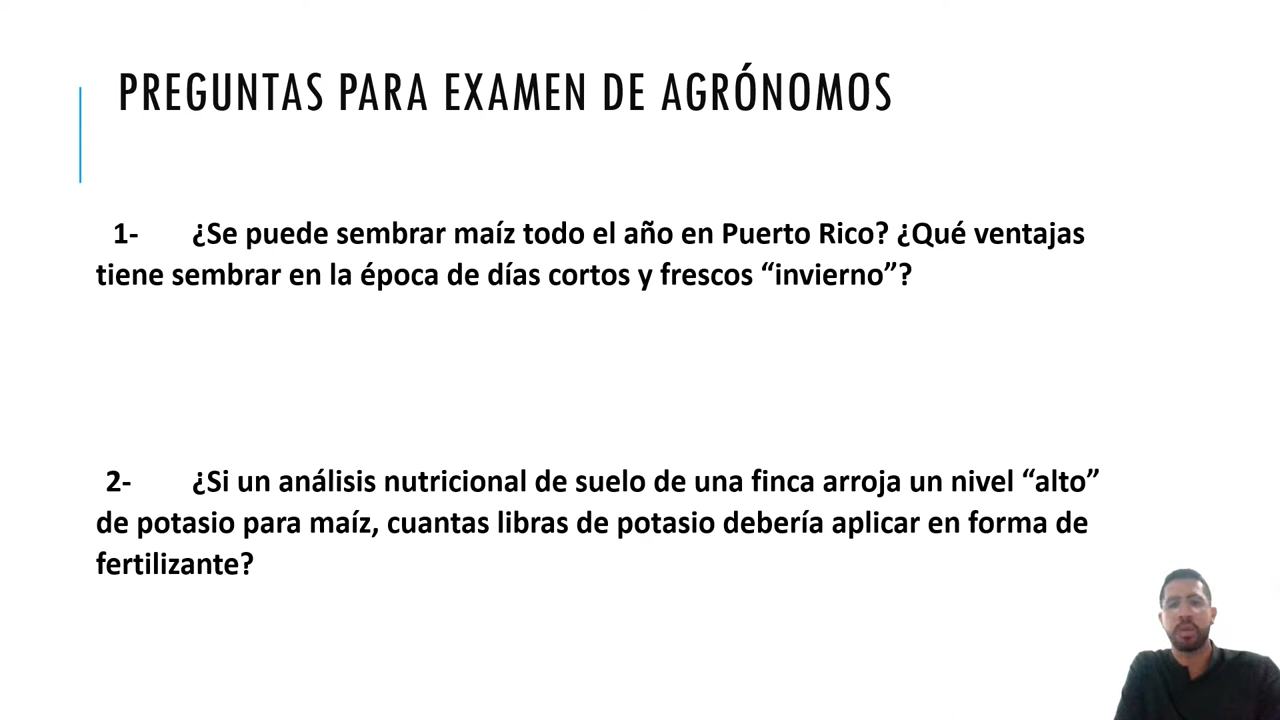 PREGUNTAS PARA EXAMEN DE AGRÓNOMOS
1- ¿Se puede sembrar maíz todo el año en Puerto Rico? ¿Qué ventajas
tiene sembrar en la época de días cortos y frescos “invierno”?
2- ¿Si un análisis nutricional de suelo de una finca arroja un nivel “alto”
de potasio para maíz, cuantas libras de potasio debería aplicar en forma de
fertilizante?